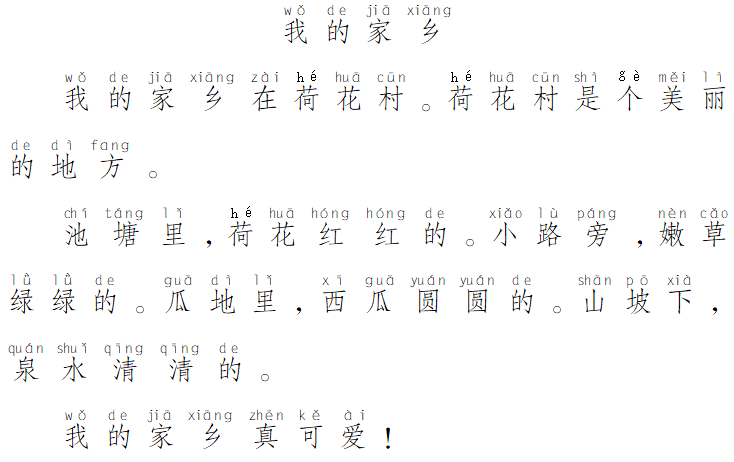 wǒ de jiā xiāng
我的家乡
wǒ de jiā xiāng zài hé huā cūn hé huā cūn shì gè měi lì
我的家乡在荷花村。荷花村是个美丽
de dì fang
的地方。
chí táng lǐ hé huā hóng hóng de xiǎo lù páng nèn cǎo
池塘里,荷花红红的。小路旁,嫩草
lǜ lǜ de guā dì lǐ xī guā yuán yuán de shān pō xià
绿绿的。瓜地里,西瓜圆圆的。山坡下,
quán shuǐ qīng qīng de
泉水清清的。
wǒ de jiā xiāng zhēn kě ài
我的家乡真可爱!